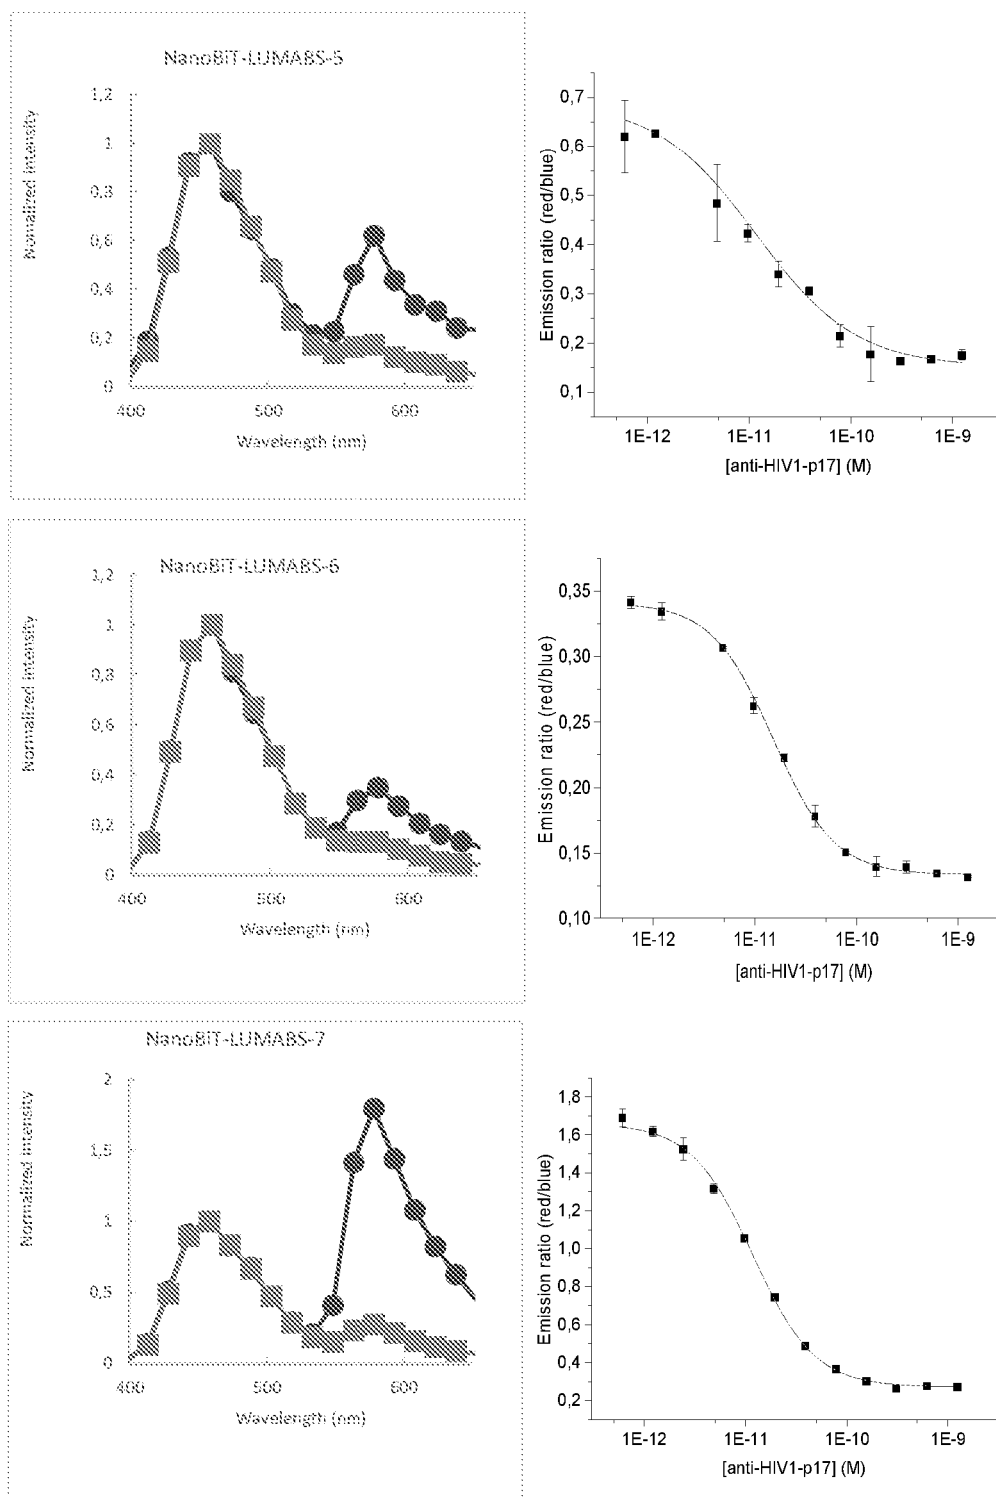 NanoBiT-LUMABS-5
Normalized intensity
1,2
1
0,8
0,6
0,4
0,2
0
400
500
600
Wavelength (nm)
Emission ratio (red/blue)
0,7
0,6
0,5
0,4
0,3
0,2
0,1
1E-12
1E-11
1E-10
1E-9
[anti-HIV1-p17] (M)
NanoBiT-LUMABS-6
Normalized intensity
1,2
1
0,8
0,6
0,4
0,2
0
400
500
600
Wavelength (nm)
Emission ratio (red/blue)
0,35
0,30
0,25
0,20
0,15
0,10
1E-12
1E-11
1E-10
1E-9
[anti-HIV1-p17] (M)
NanoBiT-LUMABS-7
Normalized intensity
2
1,5
1
0,5
0
400
500
600
Wavelength (nm)
Emission ratio (red/blue)
1,8
1,6
1,4
1,2
1,0
0,8
0,6
0,4
0,2
1E-12
1E-11
1E-10
1E-9
[anti-HIV1-p17] (M)